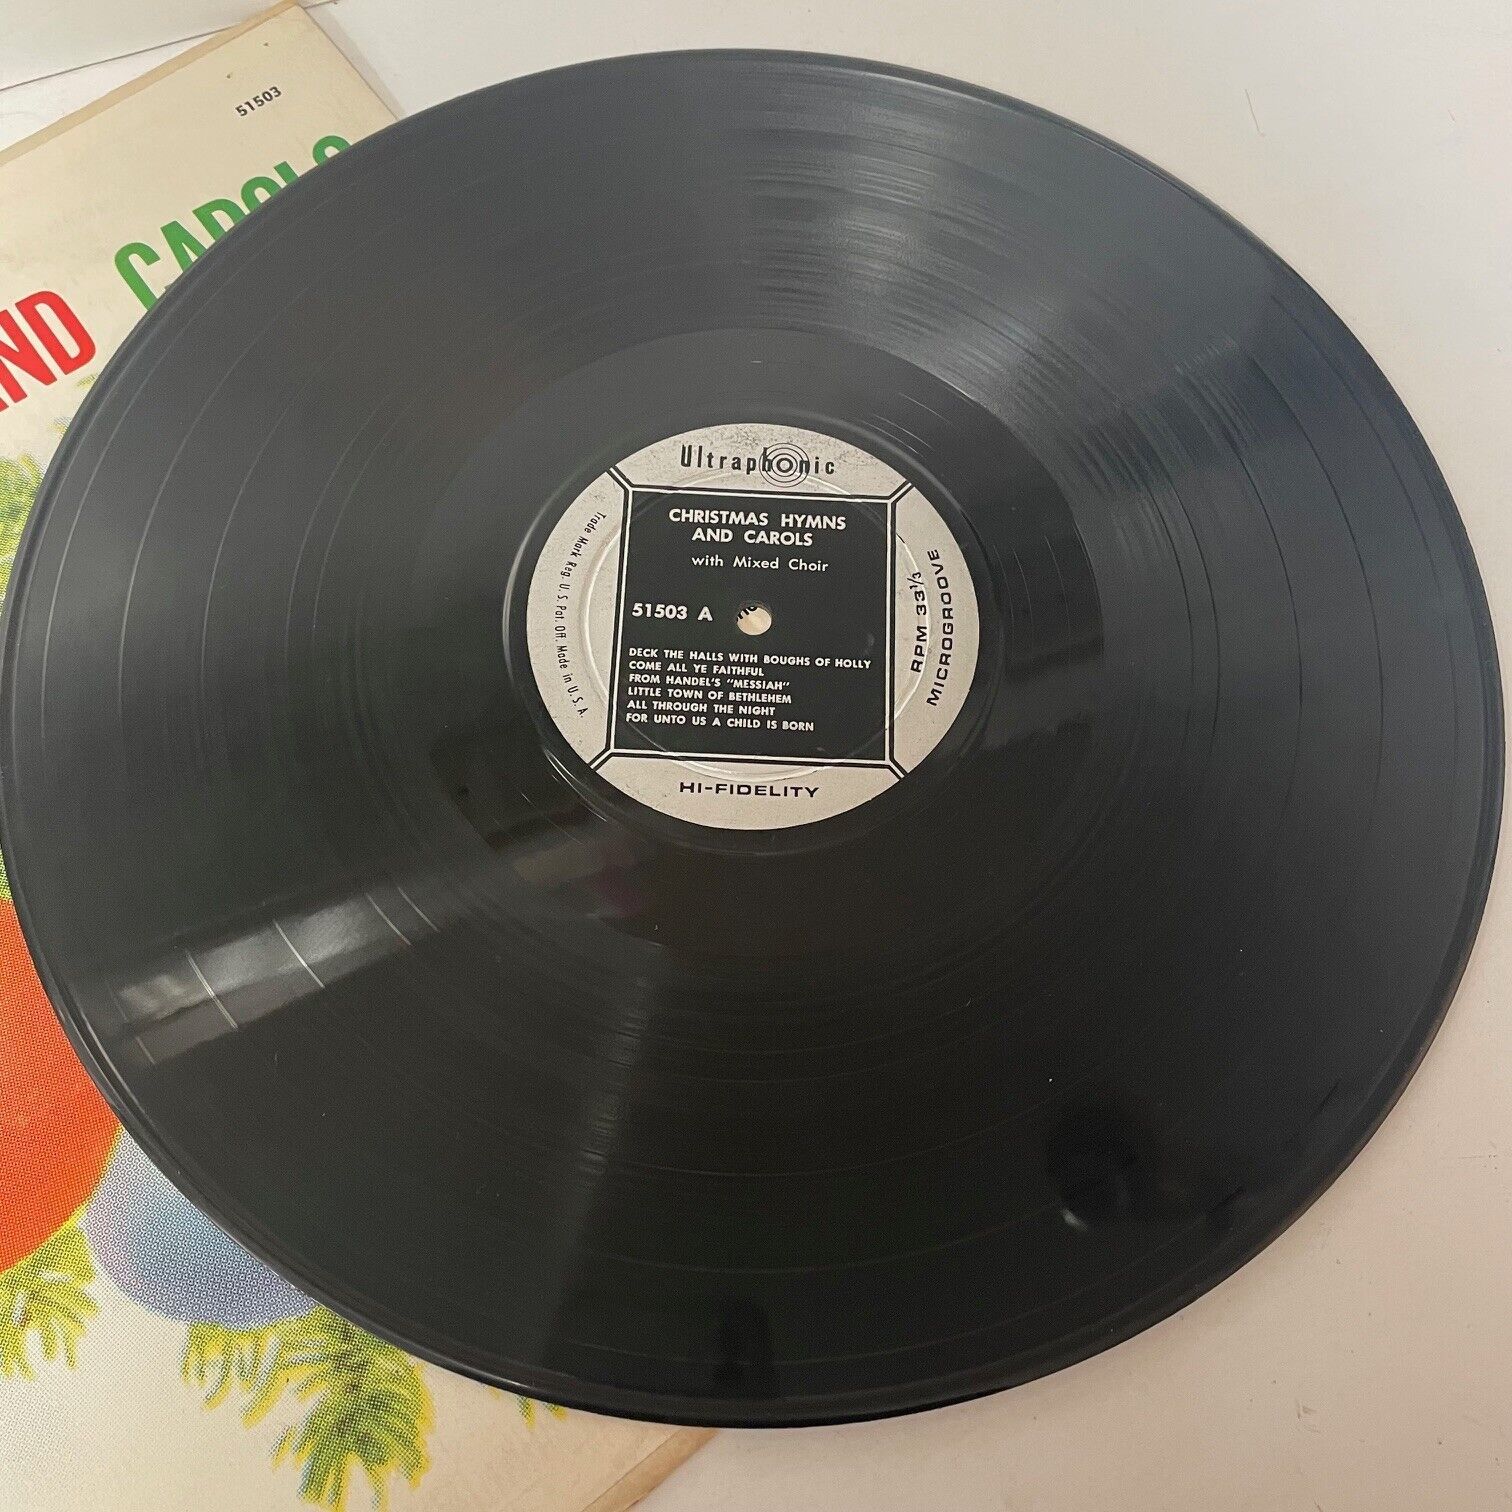 51503
AND CAROLS
Ultraphonic
CHRISTMAS HYMNS
AND CAROLS
with Mixed Choir
51503 A
DECK THE HALLS WITH BOUGHS OF HOLLY
COME ALL YE FAITHFUL
FROM HANDEL'S "MESSIAH"
LITTLE TOWN OF BETHLEHEM
ALL THROUGH THE NIGHT
FOR UNTO US A CHILD IS BORN
RPM 33⅓
MICROGROOVE
HI-FIDELITY
Trade Mark Reg. U.S. Pat. Off. Made in U.S.A.